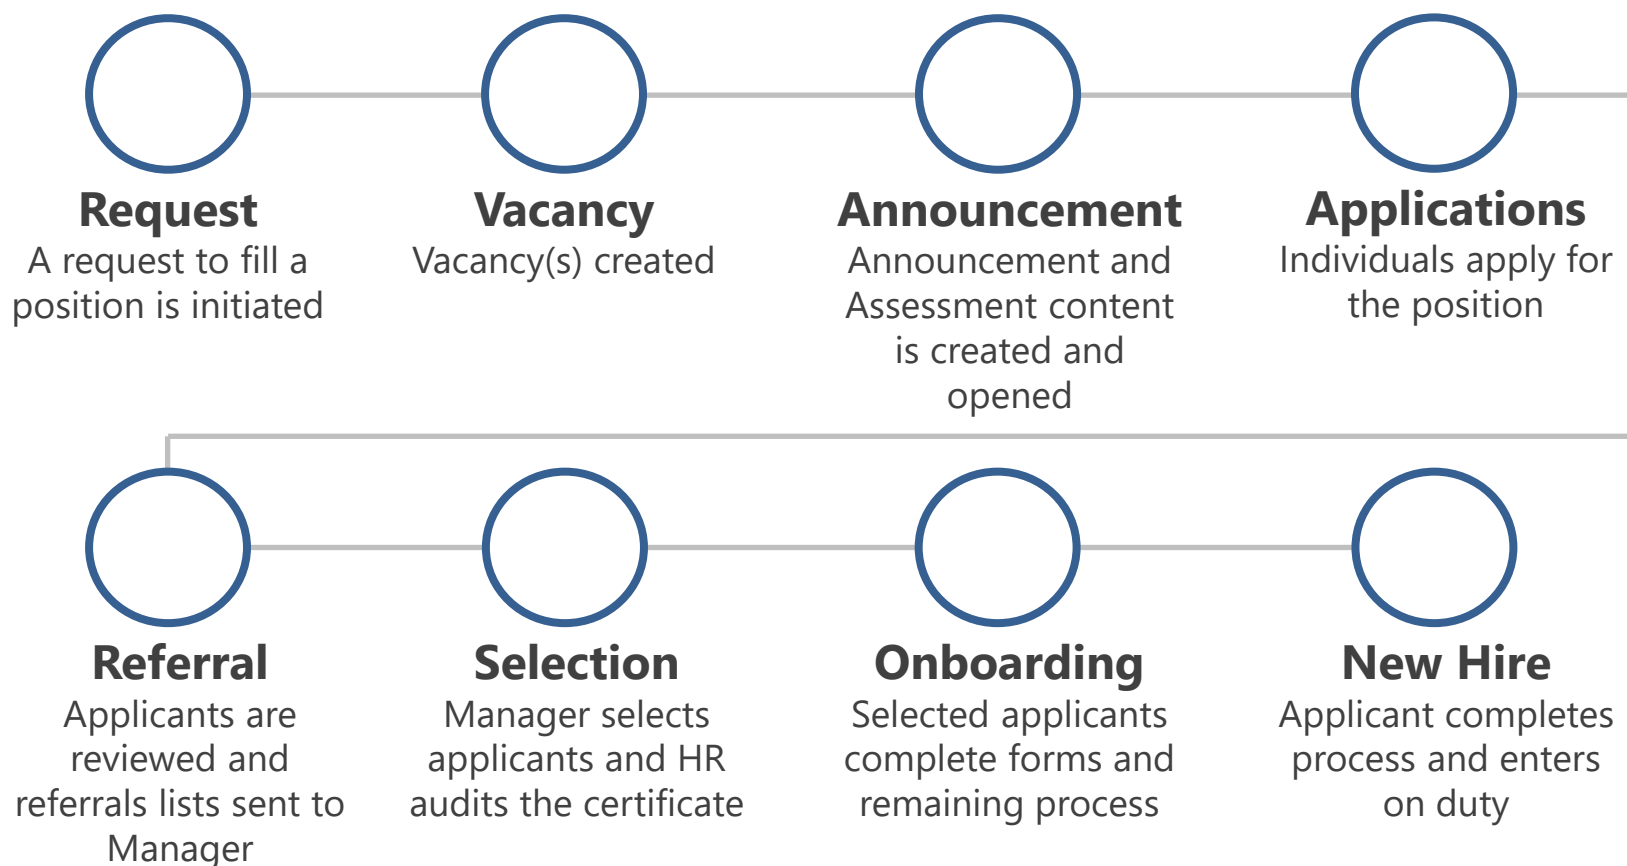 Request
A request to fill a
position is initiated
Vacancy
Vacancy(s) created
Announcement
Announcement and
Assessment content
is created and
opened
Applications
Individuals apply for
the position
Referral
Applicants are
reviewed and
referrals lists sent to
Manager
Selection
Manager selects
applicants and HR
audits the certificate
Onboarding
Selected applicants
complete forms and
remaining process
New Hire
Applicant completes
process and enters
on duty